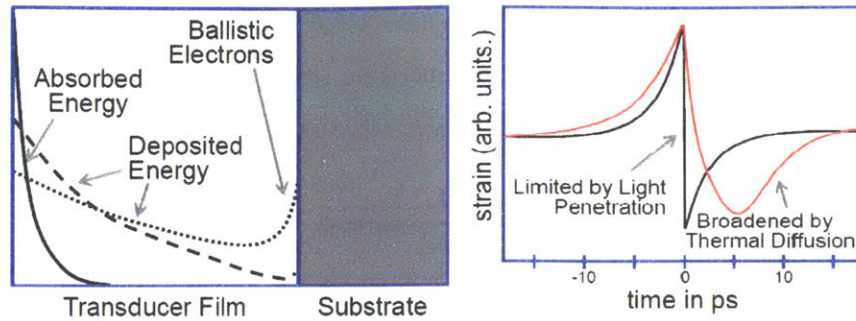 Ballistic
Electrons
Absorbed
Energy
Deposited
Energy
Transducer Film
Substrate
strain (arb. units.)
Limited by Light
Penetration
Broadened by
Thermal Diffusion
-10
0
10
time in ps